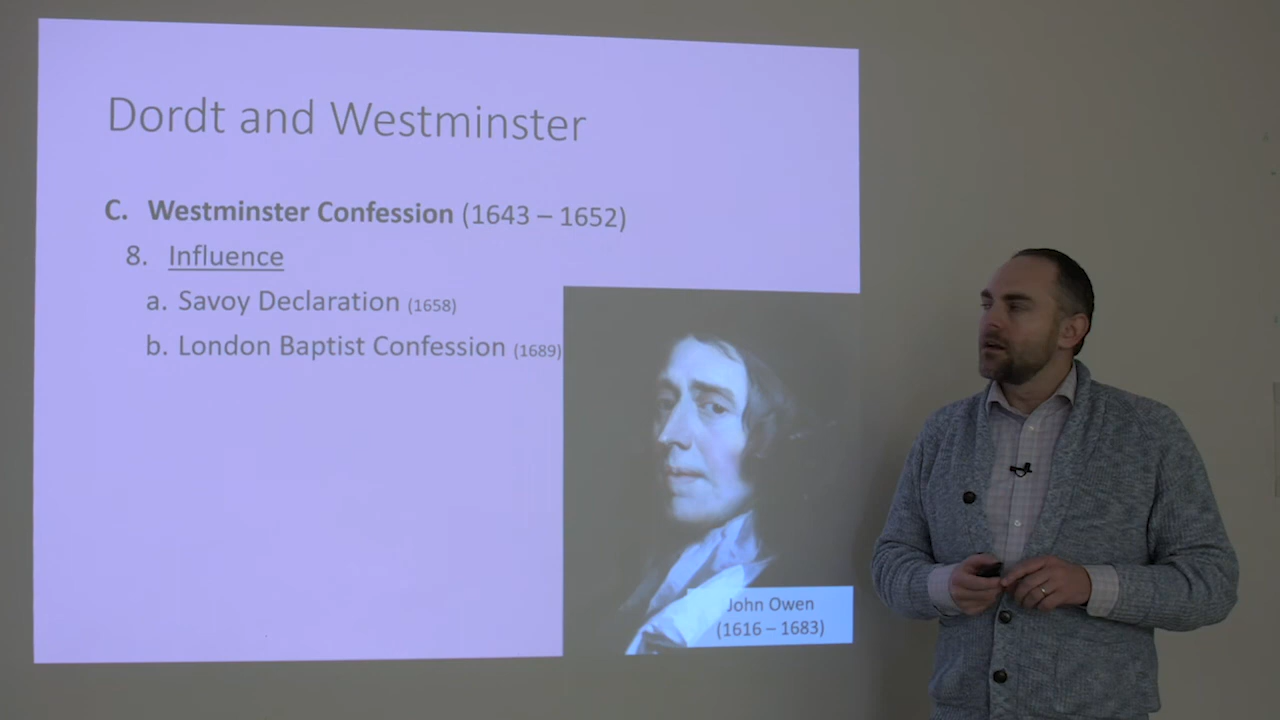 Dordt and Westminster
C. Westminster Confession (1643 – 1652)
8. Influence
a. Savoy Declaration (1658)
b. London Baptist Confession (1689)
John Owen
(1616 – 1683)